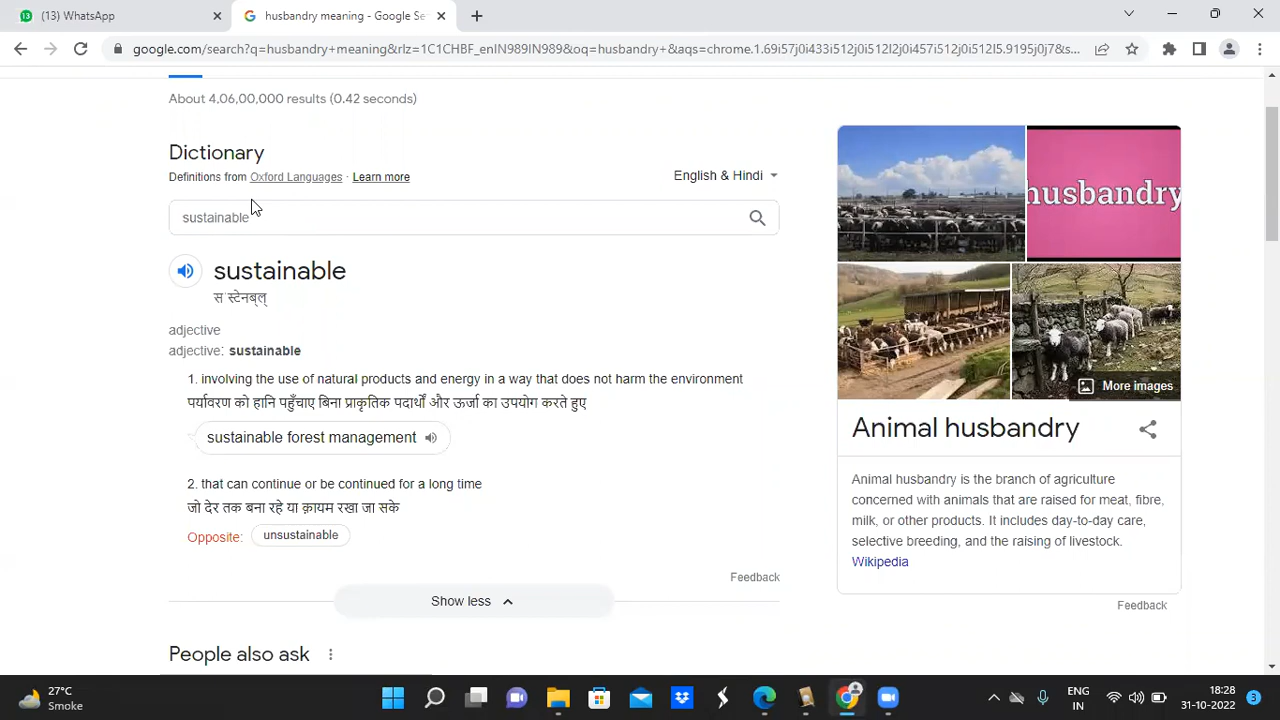 (13) WhatsApp
husbandry meaning - Google Se
google.com/search?q=husbandry+meaning&rlz=1C1CHBF_enIN989IN989&oq=husbandry+&aqs=chrome.1.69i57j0i433i512j0i512l2j0i457i512j0i512l5.9195j0j7&s...
About 4,06,00,000 results (0.42 seconds)
Dictionary
Definitions from Oxford Languages · Learn more
English & Hindi
sustainable
sustainable
स स्टेनब्ल्
adjective
adjective: sustainable
1. involving the use of natural products and energy in a way that does not harm the environment
पर्यावरण को हानि पहुँचाए बिना प्राकृतिक पदार्थों और ऊर्जा का उपयोग करते हुए
sustainable forest management
2. that can continue or be continued for a long time
जो देर तक बना रहे या क़ायम रखा जा सके
Opposite: unsustainable
Feedback
Show less
People also ask
husbandry
More images
Animal husbandry
Animal husbandry is the branch of agriculture
concerned with animals that are raised for meat, fibre,
milk, or other products. It includes day-to-day care,
selective breeding, and the raising of livestock.
Wikipedia
Feedback
27°C
Smoke
ENG
IN
18:28
31-10-2022
3